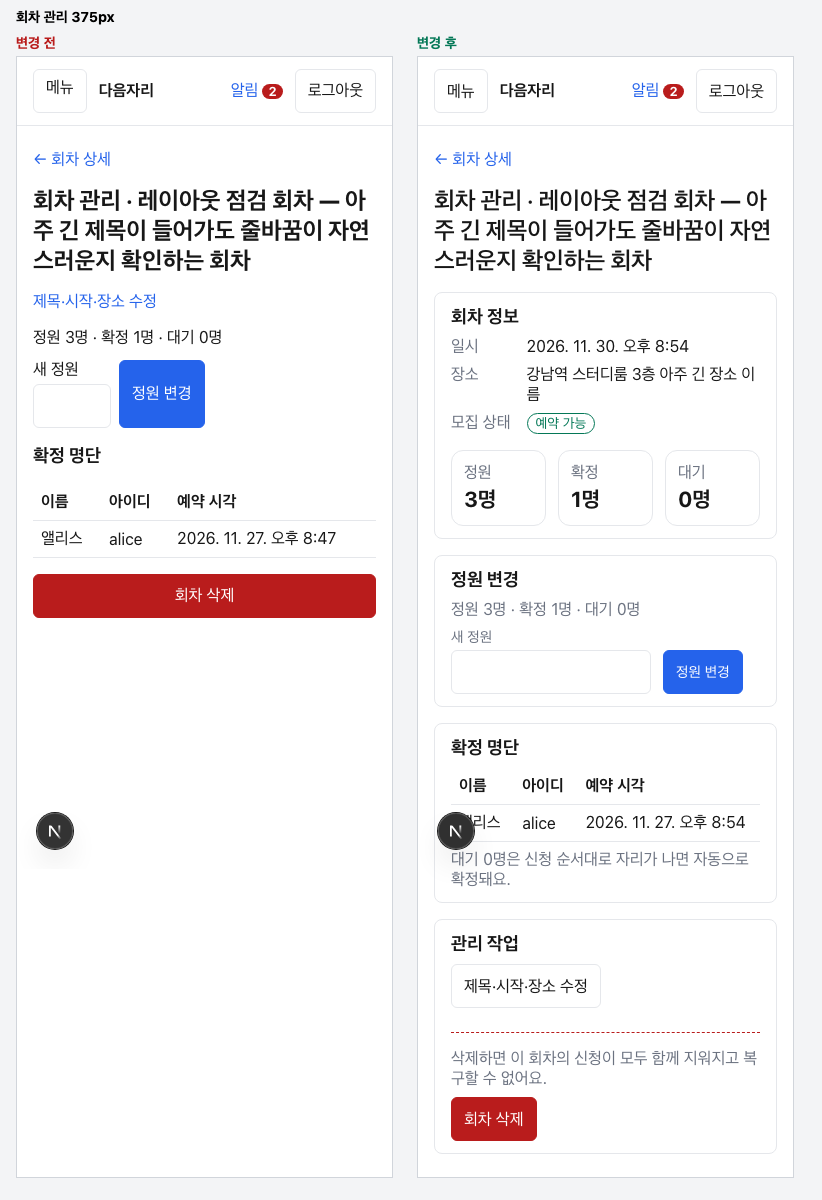 회차 관리 375px
변경 전
메뉴 다음자리 알림 2 로그아웃
← 회차 상세
회차 관리 · 레이아웃 점검 회차 — 아
주 긴 제목이 들어가도 줄바꿈이 자연
스러운지 확인하는 회차
제목·시작·장소 수정
정원 3명 · 확정 1명 · 대기 0명
새 정원
정원 변경
확정 명단
이름 아이디 예약 시각
앨리스 alice 2026. 11. 27. 오후 8:47
회차 삭제
N
변경 후
메뉴 다음자리 알림 2 로그아웃
← 회차 상세
회차 관리 · 레이아웃 점검 회차 — 아
주 긴 제목이 들어가도 줄바꿈이 자연
스러운지 확인하는 회차
회차 정보
일시 2026. 11. 30. 오후 8:54
장소 강남역 스터디룸 3층 아주 긴 장소 이
름
모집 상태 예약 가능
정원 확정 대기
3명 1명 0명
정원 변경
정원 3명 · 확정 1명 · 대기 0명
새 정원
정원 변경
확정 명단
이름 아이디 예약 시각
N 리스 alice 2026. 11. 27. 오후 8:54
대기 0명은 신청 순서대로 자리가 나면 자동으로
확정돼요.
관리 작업
제목·시작·장소 수정
삭제하면 이 회차의 신청이 모두 함께 지워지고 복
구할 수 없어요.
회차 삭제